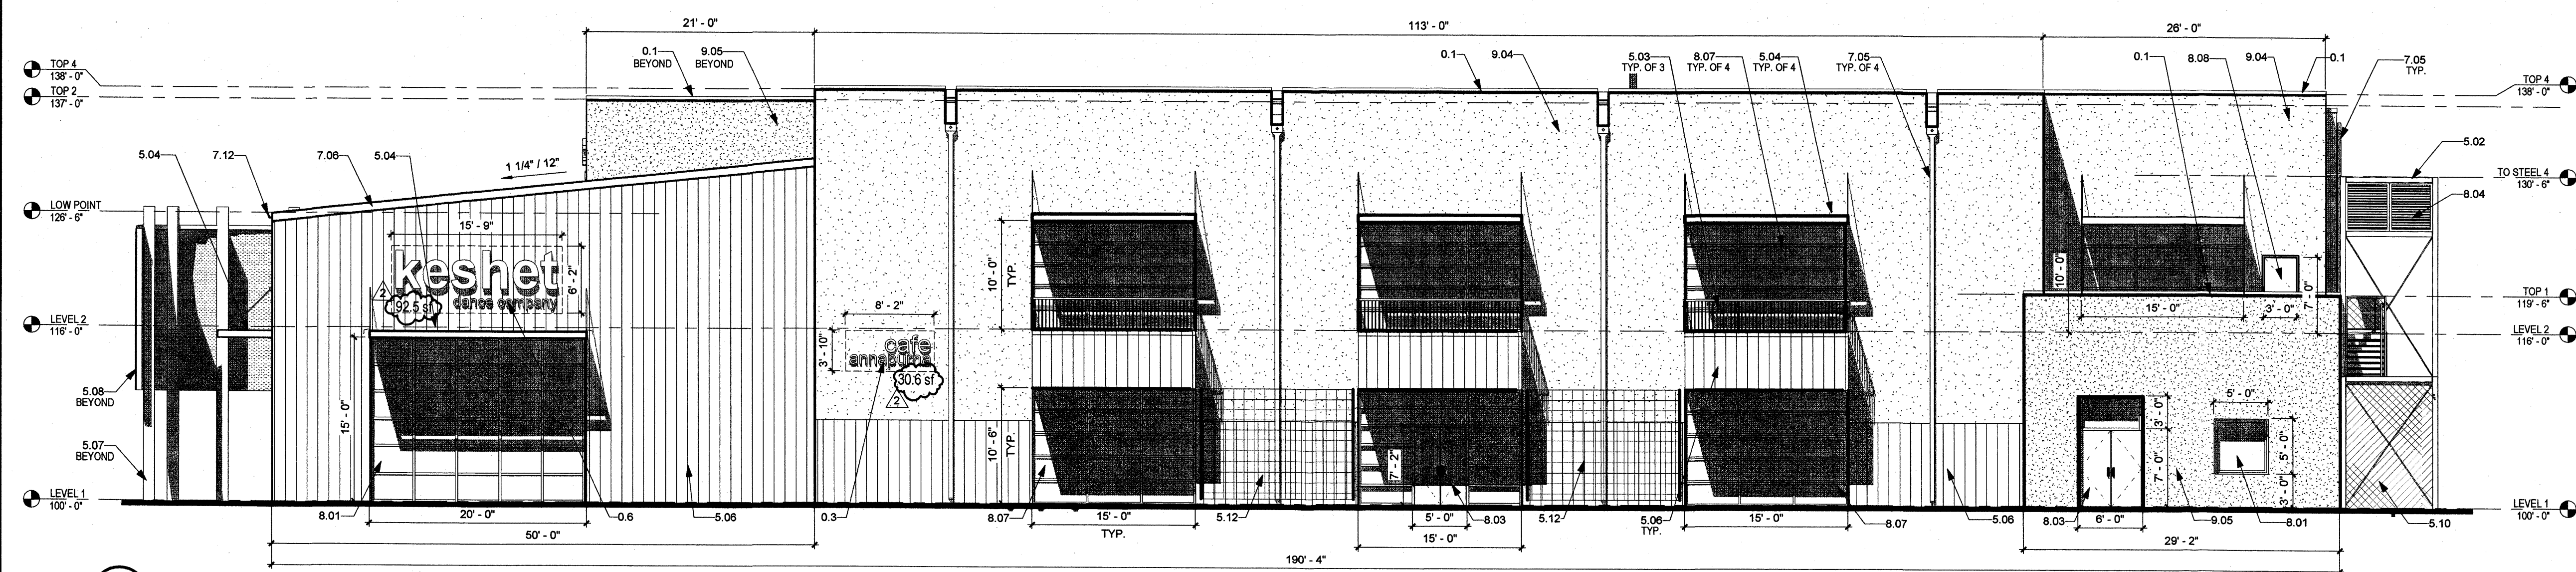 21' - 0"
113' - 0"
26' - 0"
0.1
BEYOND
9.05
BEYOND
0.1
9.04
5.03
TYP. OF 3
8.07
TYP. OF 4
5.04
TYP. OF 4
7.05
TYP. OF 4
0.1
8.08
9.04
0.1
7.05
TYP.
TOP 4
138' - 0"
TOP 2
137' - 0"
TOP 4
138' - 0"
5.04
7.12
7.06
5.04
1 1/4" / 12"
5.02
TO STEEL 4
130' - 6"
8.04
LOW POINT
126' - 6"
15' - 9"
keshet
dance company
6' - 2"
2
92.5 sf
10' - 0"
TYP.
10' - 0"
7' - 0"
15' - 0"
3' - 0"
TOP 1
119' - 6"
8' - 2"
LEVEL 2
116' - 0"
LEVEL 2
116' - 0"
3' - 10"
cafe
annapurna
30.6 sf
2
5.08
BEYOND
15' - 0"
10' - 6"
TYP.
7' - 2"
5' - 0"
3' - 0"
7' - 0"
5' - 0"
3' - 0"
5.07
BEYOND
LEVEL 1
100' - 0"
LEVEL 1
100' - 0"
8.01
20' - 0"
0.6
5.06
0.3
8.07
15' - 0"
TYP.
5.12
5' - 0"
8.03
15' - 0"
5.12
5.06
TYP.
15' - 0"
8.07
5.06
8.03
6' - 0"
9.05
8.01
5.10
50' - 0"
29' - 2"
190' - 4"